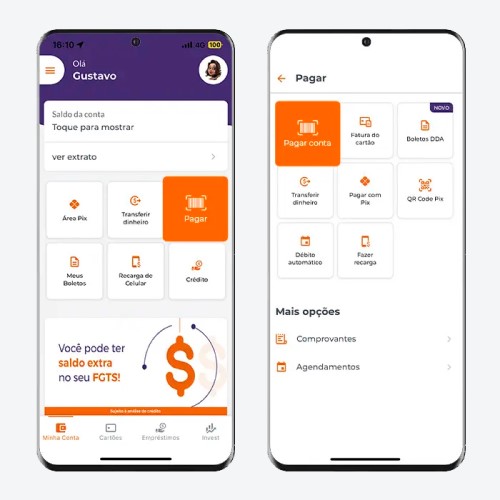 16:10
40
100
Olá
Gustavo
Saldo da conta
Toque para mostrar
ver extrato
Área Pix
Transferir
dinheiro
Pagar
Meus
Boletos
Recarga de
Celular
Crédito
Você pode ter
saldo extra
no seu FGTS!
$
Sujeito à análise de crédito
Minha Conta
Cartões
Empréstimos
Invest
Pagar
NOVO
Pagar conta
Fatura do
cartão
Boletos DDA
Transferir
dinheiro
Pagar com
Pix
QR Code Pix
Débito
automático
Fazer
recarga
Mais opções
Comprovantes
Agendamentos